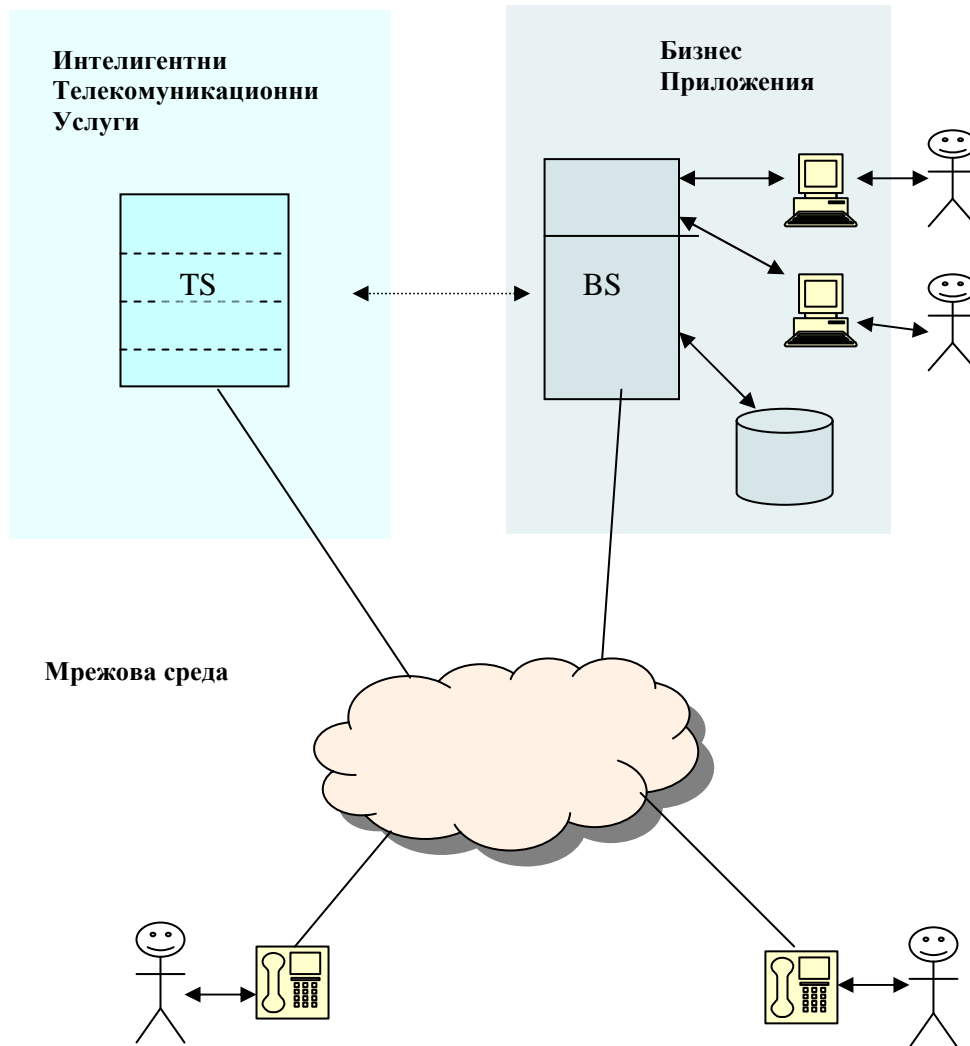 Интелигентни
Телекомуникационни
Услуги
Бизнес
Приложения
TS
BS
Мрежова среда